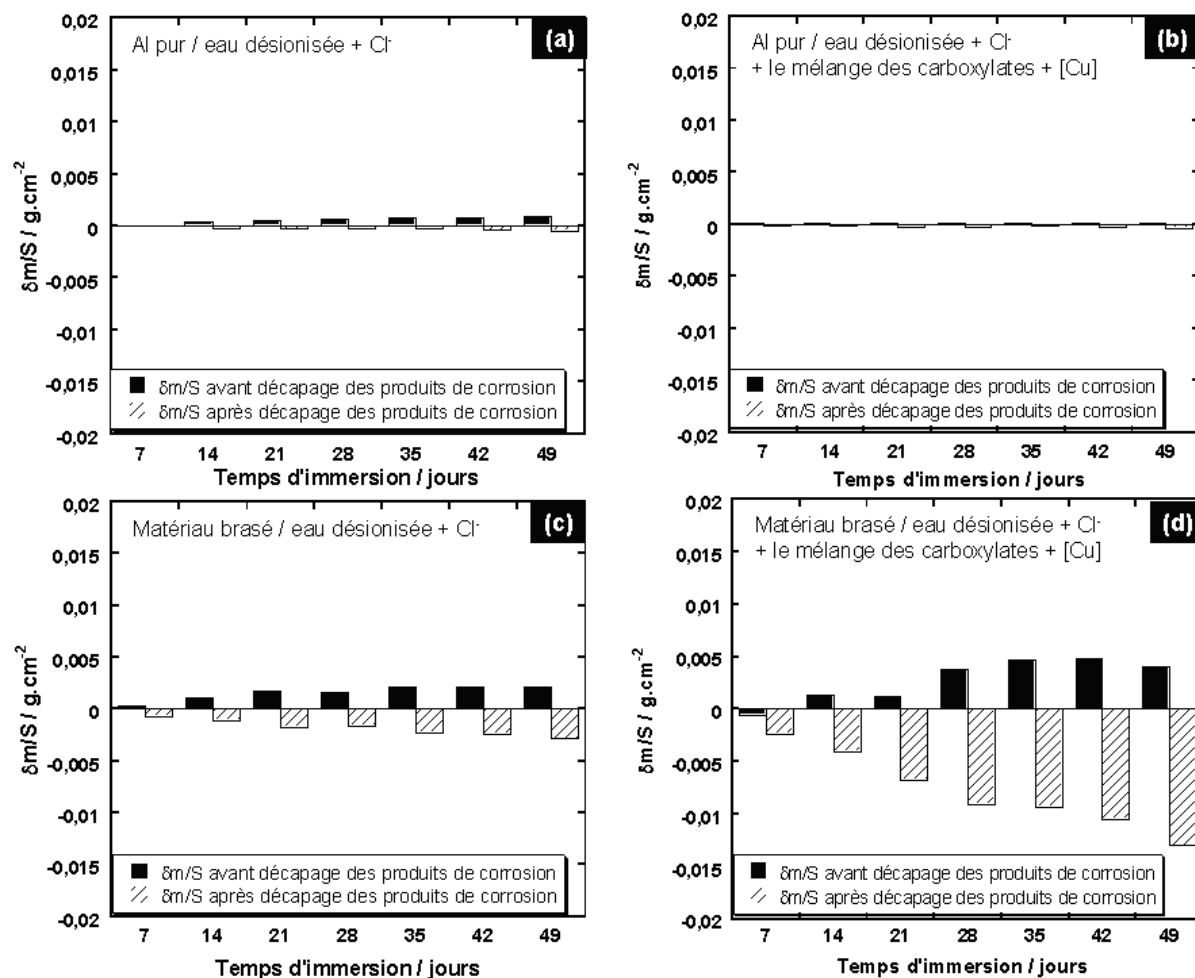 0,02
Al pur / eau désionisée + Cl⁻
(a)
0,015
0,01
0,005
0
-0,005
-0,01
-0,015
-0,02
δm/S / g.cm⁻²
δm/S avant décapage des produits de corrosion
δm/S après décapage des produits de corrosion
7 14 21 28 35 42 49
Temps d'immersion / jours
0,02
Al pur / eau désionisée + Cl⁻
+ le mélange des carboxylates + [Cu]
(b)
0,015
0,01
0,005
0
-0,005
-0,01
-0,015
-0,02
δm/S / g.cm⁻²
δm/S avant décapage des produits de corrosion
δm/S après décapage des produits de corrosion
7 14 21 28 35 42 49
Temps d'immersion / jours
0,02
Matériau brasé / eau désionisée + Cl⁻
(c)
0,015
0,01
0,005
0
-0,005
-0,01
-0,015
-0,02
δm/S / g.cm⁻²
δm/S avant décapage des produits de corrosion
δm/S après décapage des produits de corrosion
7 14 21 28 35 42 49
Temps d'immersion / jours
0,02
Matériau brasé / eau désionisée + Cl⁻
+ le mélange des carboxylates + [Cu]
(d)
0,015
0,01
0,005
0
-0,005
-0,01
-0,015
-0,02
δm/S / g.cm⁻²
δm/S avant décapage des produits de corrosion
δm/S après décapage des produits de corrosion
7 14 21 28 35 42 49
Temps d'immersion / jours